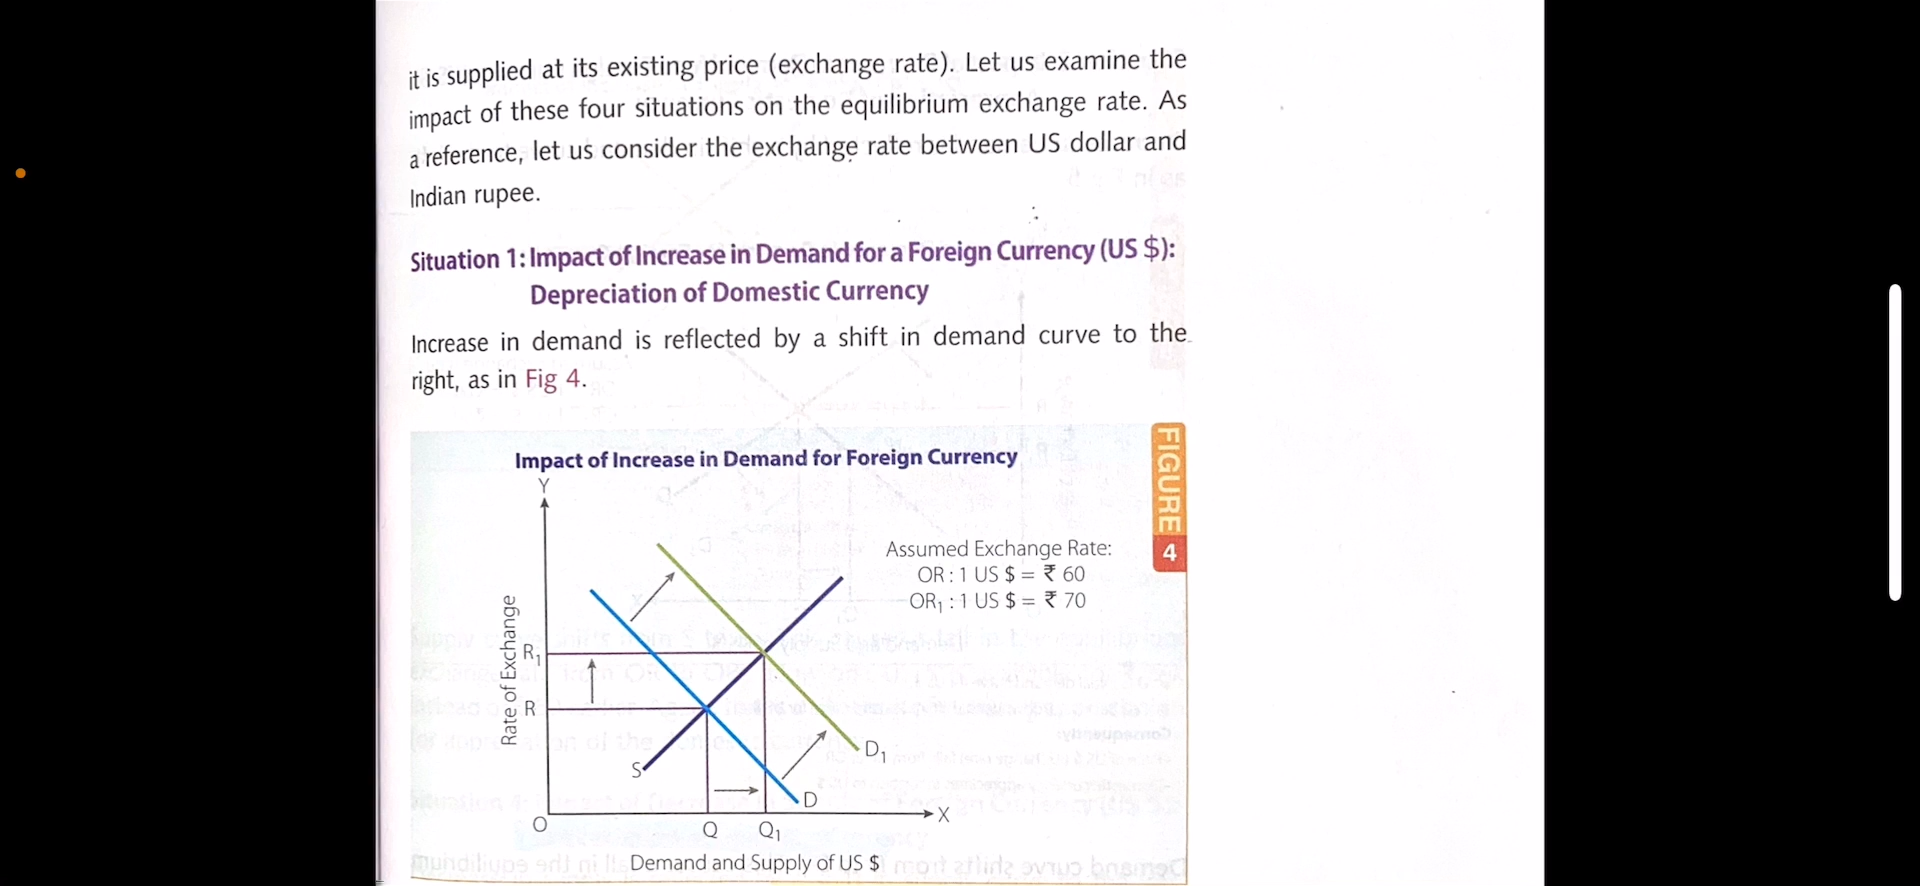 it is supplied at its existing price (exchange rate). Let us examine the
impact of these four situations on the equilibrium exchange rate. As
a reference, let us consider the exchange rate between US dollar and
Indian rupee.
Situation 1: Impact of Increase in Demand for a Foreign Currency (US $):
Depreciation of Domestic Currency
Increase in demand is reflected by a shift in demand curve to the
right, as in Fig 4.
FIGURE 4
Impact of Increase in Demand for Foreign Currency
Y
Assumed Exchange Rate:
OR : 1 US $ = ₹ 60
OR₁ : 1 US $ = ₹ 70
Rate of Exchange
R₁
R
S
D₁
D
O
Q
Q₁
X
Demand and Supply of US $